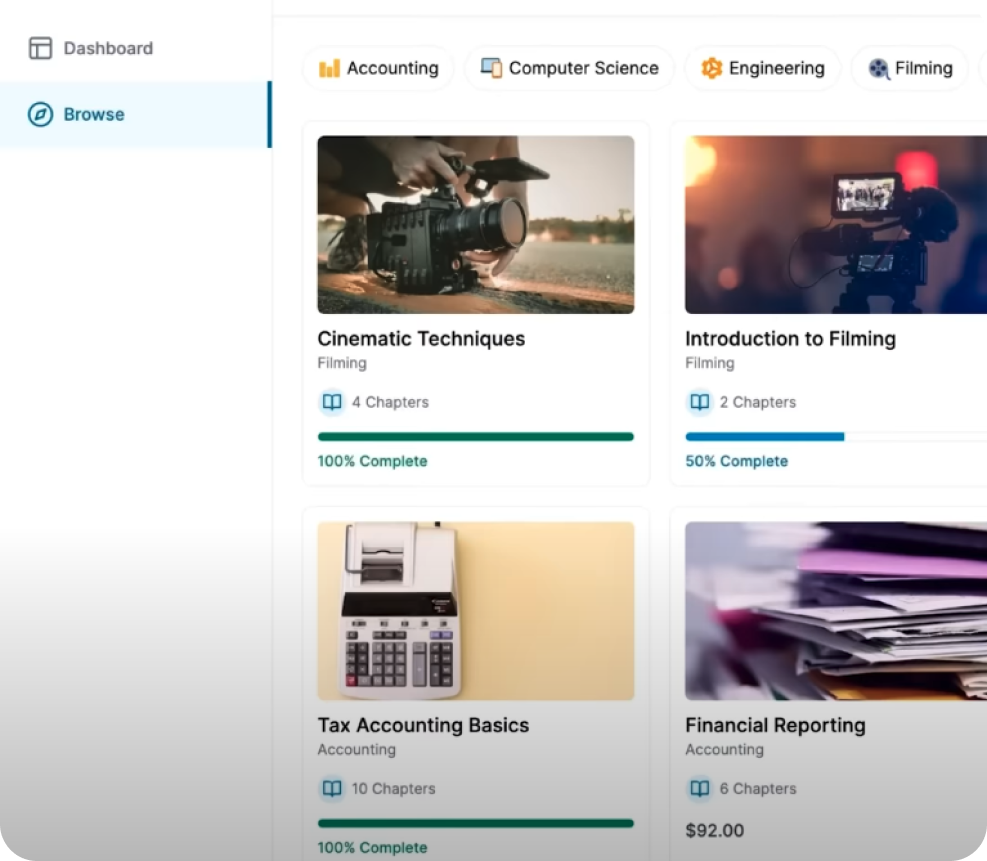 Dashboard
Browse
Accounting
Computer Science
Engineering
Filming
Cinematic Techniques
Filming
4 Chapters
100% Complete
Introduction to Filming
Filming
2 Chapters
50% Complete
Tax Accounting Basics
Accounting
10 Chapters
100% Complete
Financial Reporting
Accounting
6 Chapters
$92.00